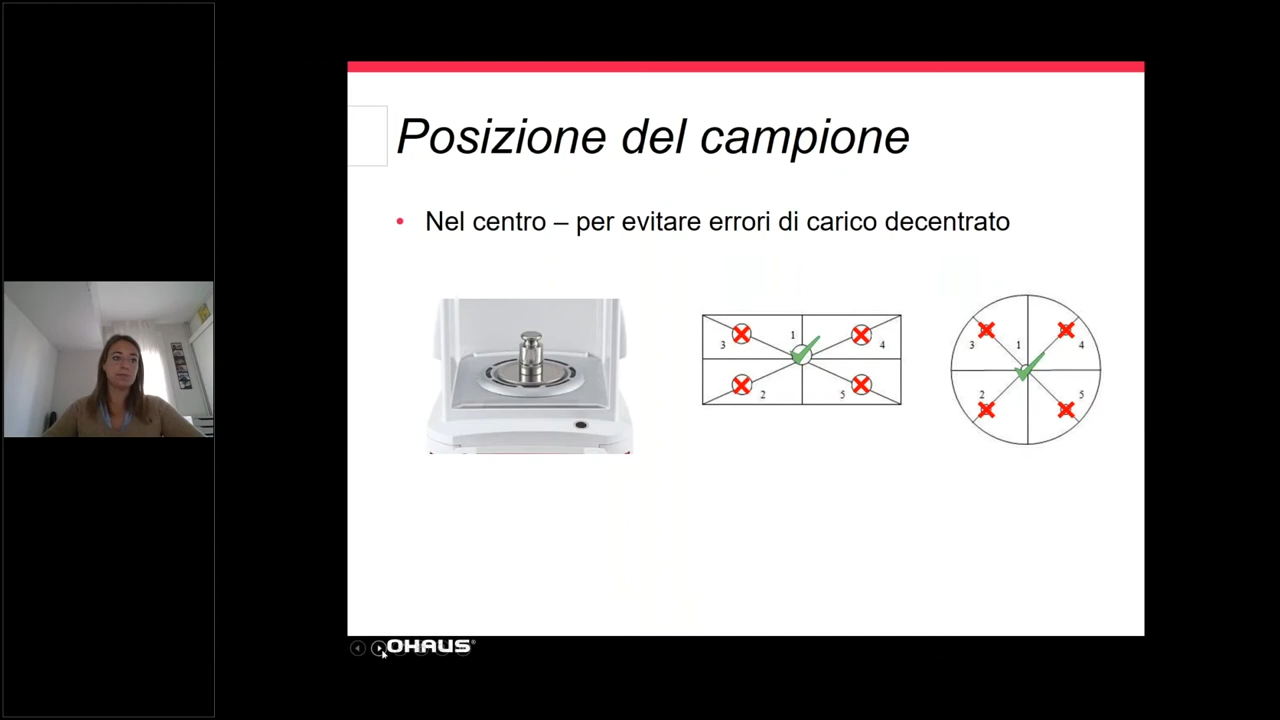 Posizione del campione
• Nel centro – per evitare errori di carico decentrato
3 1 4
2 5
3 1 4
2 5
OHAUS®